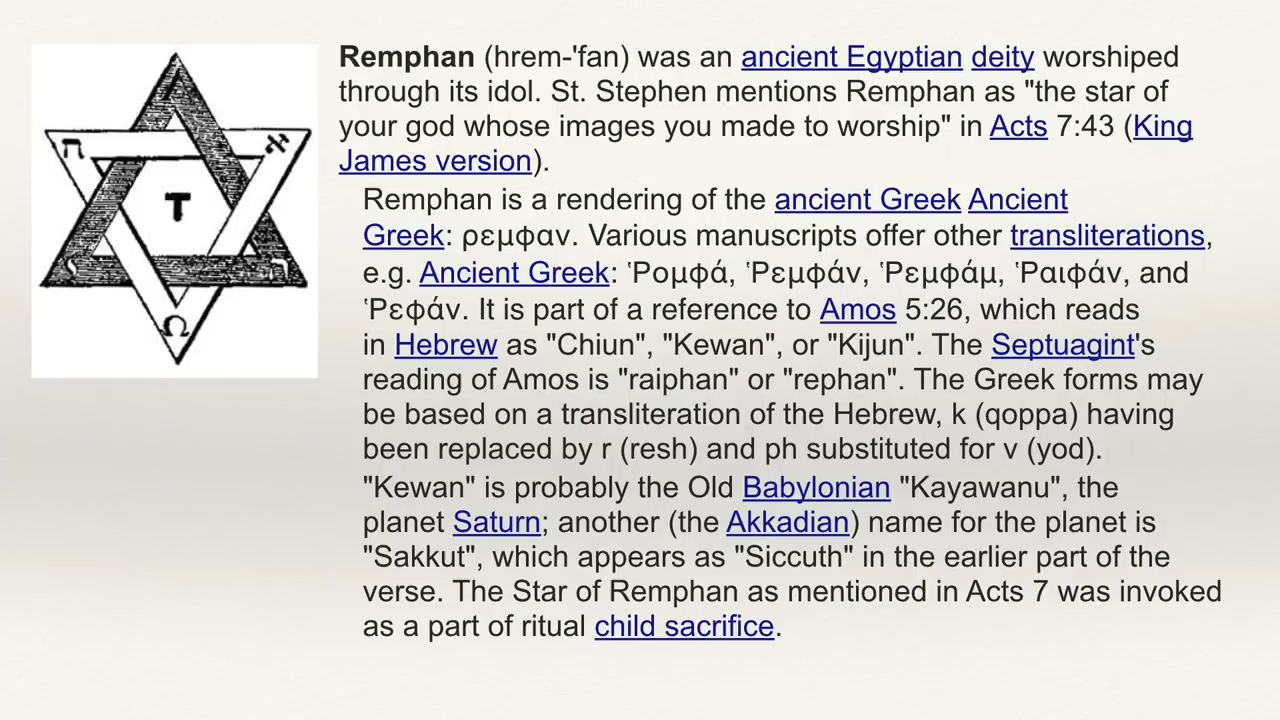 Remphan (hrem-'fan) was an ancient Egyptian deity worshiped
through its idol. St. Stephen mentions Remphan as "the star of
your god whose images you made to worship" in Acts 7:43 (King
James version).
Remphan is a rendering of the ancient Greek Ancient
Greek: ρεμφαν. Various manuscripts offer other transliterations,
e.g. Ancient Greek: Ῥομφά, Ῥεμφάν, Ῥεμφάμ, Ῥαιφάν, and
Ῥεφάν. It is part of a reference to Amos 5:26, which reads
in Hebrew as "Chiun", "Kewan", or "Kijun". The Septuagint's
reading of Amos is "raiphan" or "rephan". The Greek forms may
be based on a transliteration of the Hebrew, k (qoppa) having
been replaced by r (resh) and ph substituted for v (yod).
"Kewan" is probably the Old Babylonian "Kayawanu", the
planet Saturn; another (the Akkadian) name for the planet is
"Sakkut", which appears as "Siccuth" in the earlier part of the
verse. The Star of Remphan as mentioned in Acts 7 was invoked
as a part of ritual child sacrifice.
ת א
T
Ω